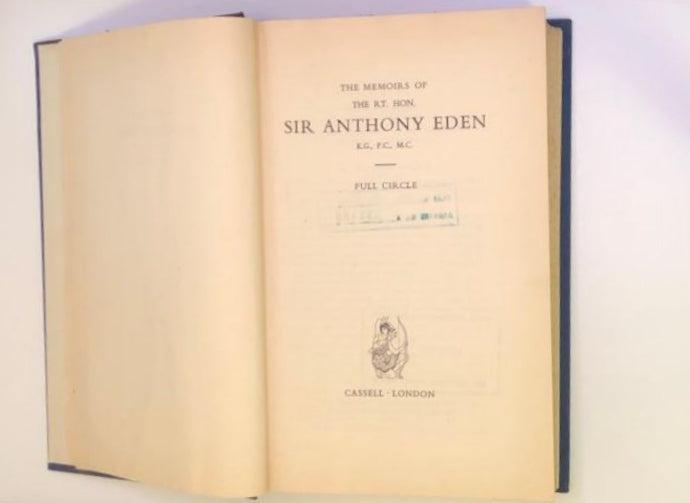 THE MEMOIRS OF
THE RT. HON.
SIR ANTHONY EDEN
K.G., P.C., M.C.
FULL CIRCLE
CASSELL · LONDON